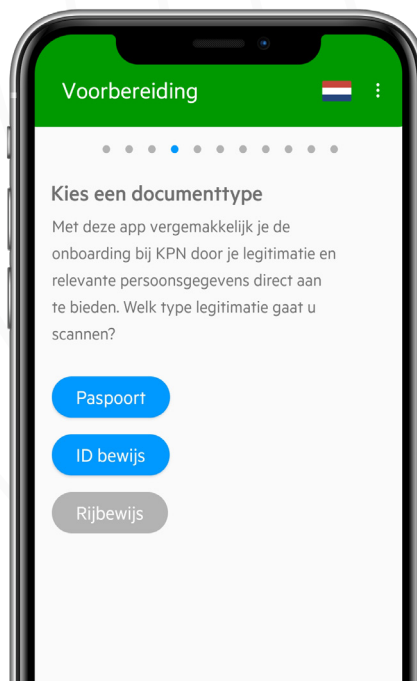 Voorbereiding
Kies een documenttype
Met deze app vergemakkelijk je de
onboarding bij KPN door je legitimatie en
relevante persoonsgegevens direct aan
te bieden. Welk type legitimatie gaat u
scannen?
Paspoort
ID bewijs
Rijbewijs